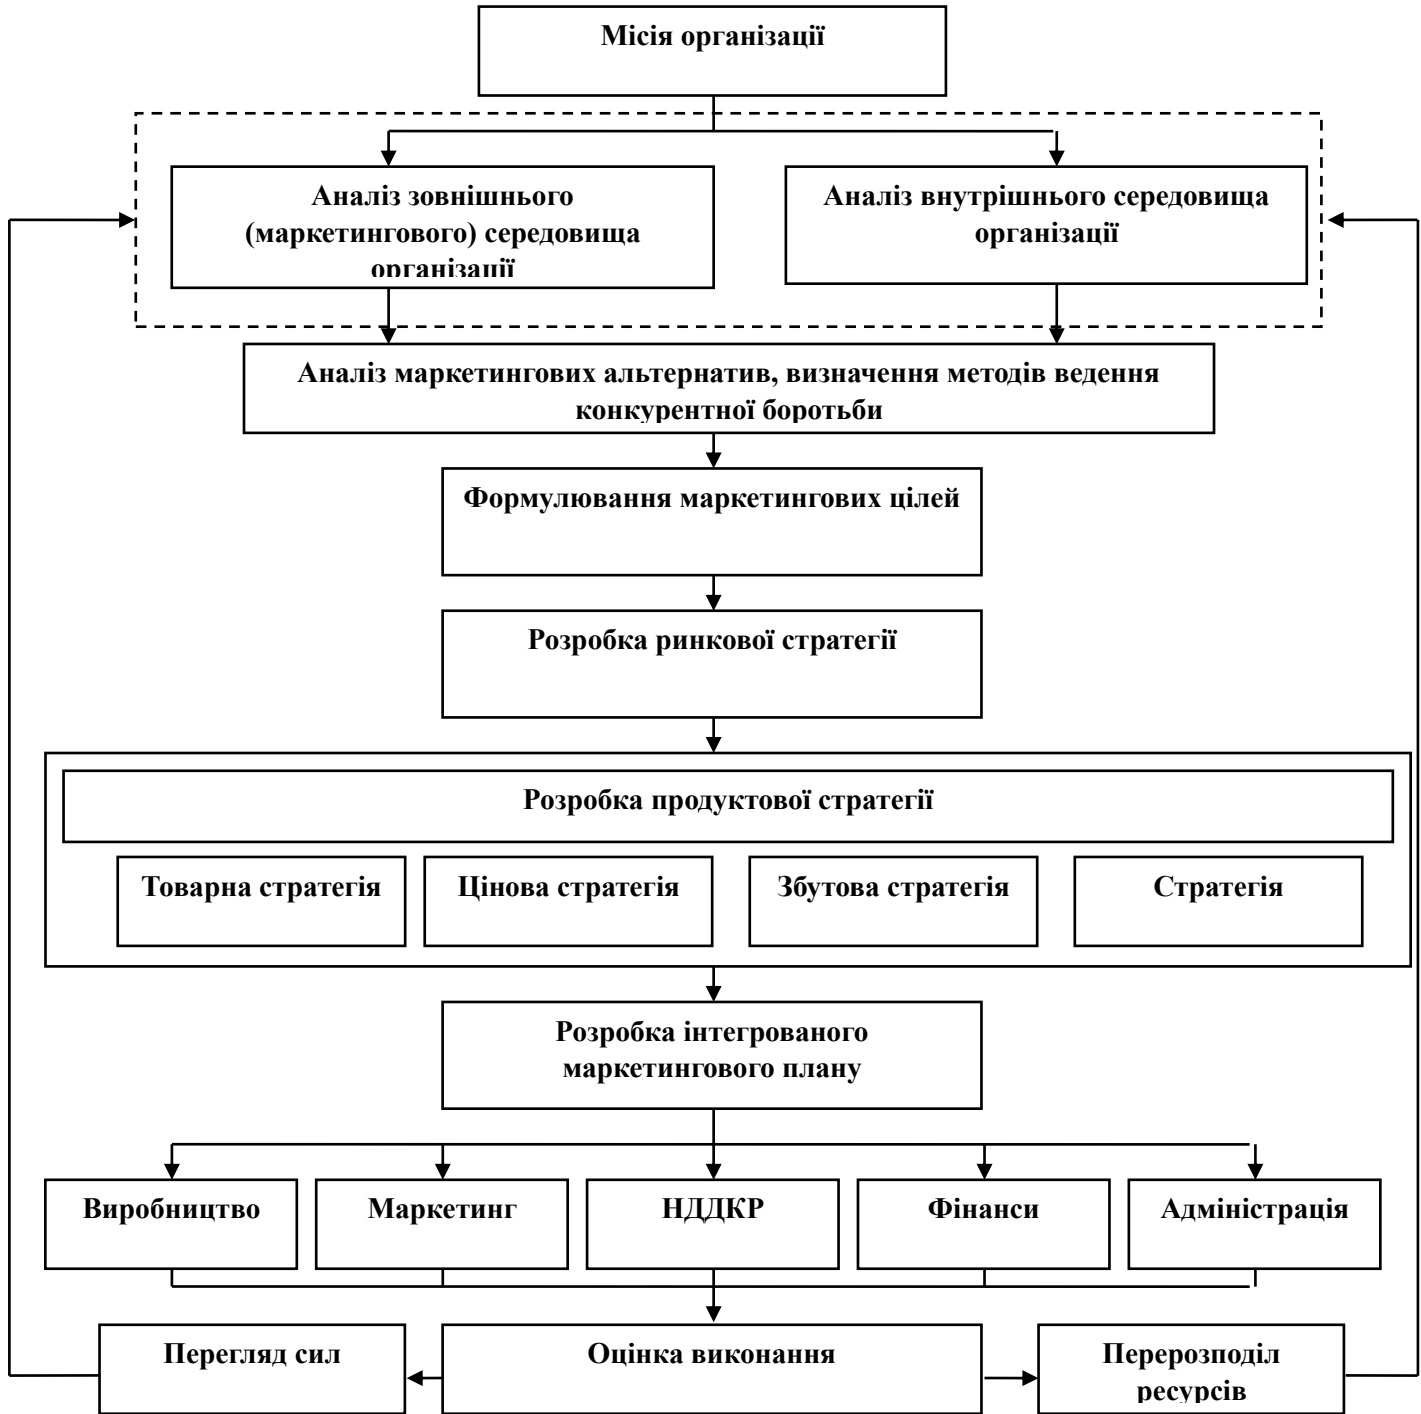 Місія організації
Аналіз зовнішнього
(маркетингового) середовища
організації
Аналіз внутрішнього середовища
організації
Аналіз маркетингових альтернатив, визначення методів ведення
конкурентної боротьби
Формулювання маркетингових цілей
Розробка ринкової стратегії
Розробка продуктової стратегії
Товарна стратегія
Цінова стратегія
Збутова стратегія
Стратегія
Розробка інтегрованого
маркетингового плану
Виробництво
Маркетинг
НДДКР
Фінанси
Адміністрація
Перегляд сил
Оцінка виконання
Перерозподіл
ресурсів